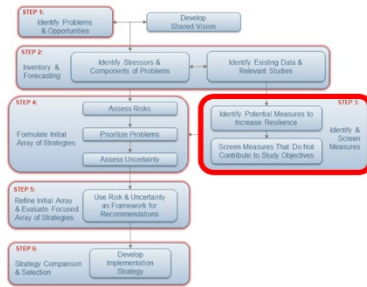 STEP 1:
Identify Problems
& Opportunities
Develop
Shared Vision
STEP 2:
Inventory &
Forecasting
Identify Stressors &
Components of Problems
Identify Existing Data &
Relevant Studies
STEP 4:
Formulate Initial
Array of Strategies
Assess Risks
Prioritize Problems
Assess Uncertainty
STEP 3:
Identify Potential Measures to
Increase Resilience
Screen Measures That Do Not
Contribute to Study Objectives
Identify &
Screen
Measures
STEP 5:
Refine Initial Array
& Evaluate Focused
Array of Strategies
Use Risk & Uncertainty
as Framework for
Recommendations
STEP 6:
Strategy Comparison
& Selection
Develop
Implementation
Strategy